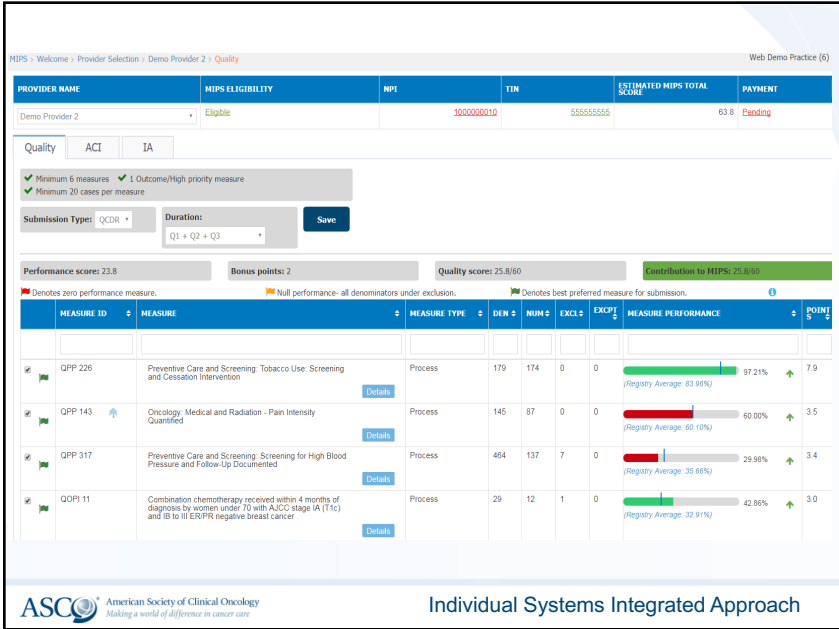 MIPS > Welcome > Provider Selection > Demo Provider 2 > Quality
Web Demo Practice (6)
PROVIDER NAME MIPS ELIGIBILITY NPI TIN ESTIMATED MIPS TOTAL SCORE PAYMENT
Demo Provider 2 Eligible 1000000010 555555555 63.8 Pending
Quality ACI IA
Minimum 6 measures 1 Outcome/High priority measure
Minimum 20 cases per measure
Submission Type: QCDR
Duration:
Q1 + Q2 + Q3
Save
Performance score: 23.8 Bonus points: 2 Quality score: 25.8/60 Contribution to MIPS: 25.8/60
Denotes zero performance measure. Null performance- all denominators under exclusion. Denotes best preferred measure for submission.
MEASURE ID MEASURE MEASURE TYPE DEN NUM EXCL EXCPT MEASURE PERFORMANCE POINTS
QPP 226 Preventive Care and Screening: Tobacco Use: Screening Process 179 174 0 0 97.21% 7.9
and Cessation Intervention
(Registry Average: 83.96%)
Details
QPP 143 Oncology: Medical and Radiation - Pain Intensity Process 145 87 0 0 60.00% 3.5
Quantified
(Registry Average: 60.10%)
Details
QPP 317 Preventive Care and Screening: Screening for High Blood Process 464 137 7 0 29.98% 3.4
Pressure and Follow-Up Documented
(Registry Average: 35.66%)
Details
QOPI 11 Combination chemotherapy received within 4 months of Process 29 12 1 0 42.86% 3.0
diagnosis by women under 70 with AJCC stage IA (T1c)
and IB to III ER/PR negative breast cancer
(Registry Average: 32.91%)
Details
ASCO American Society of Clinical Oncology
Making a world of difference in cancer care
Individual Systems Integrated Approach